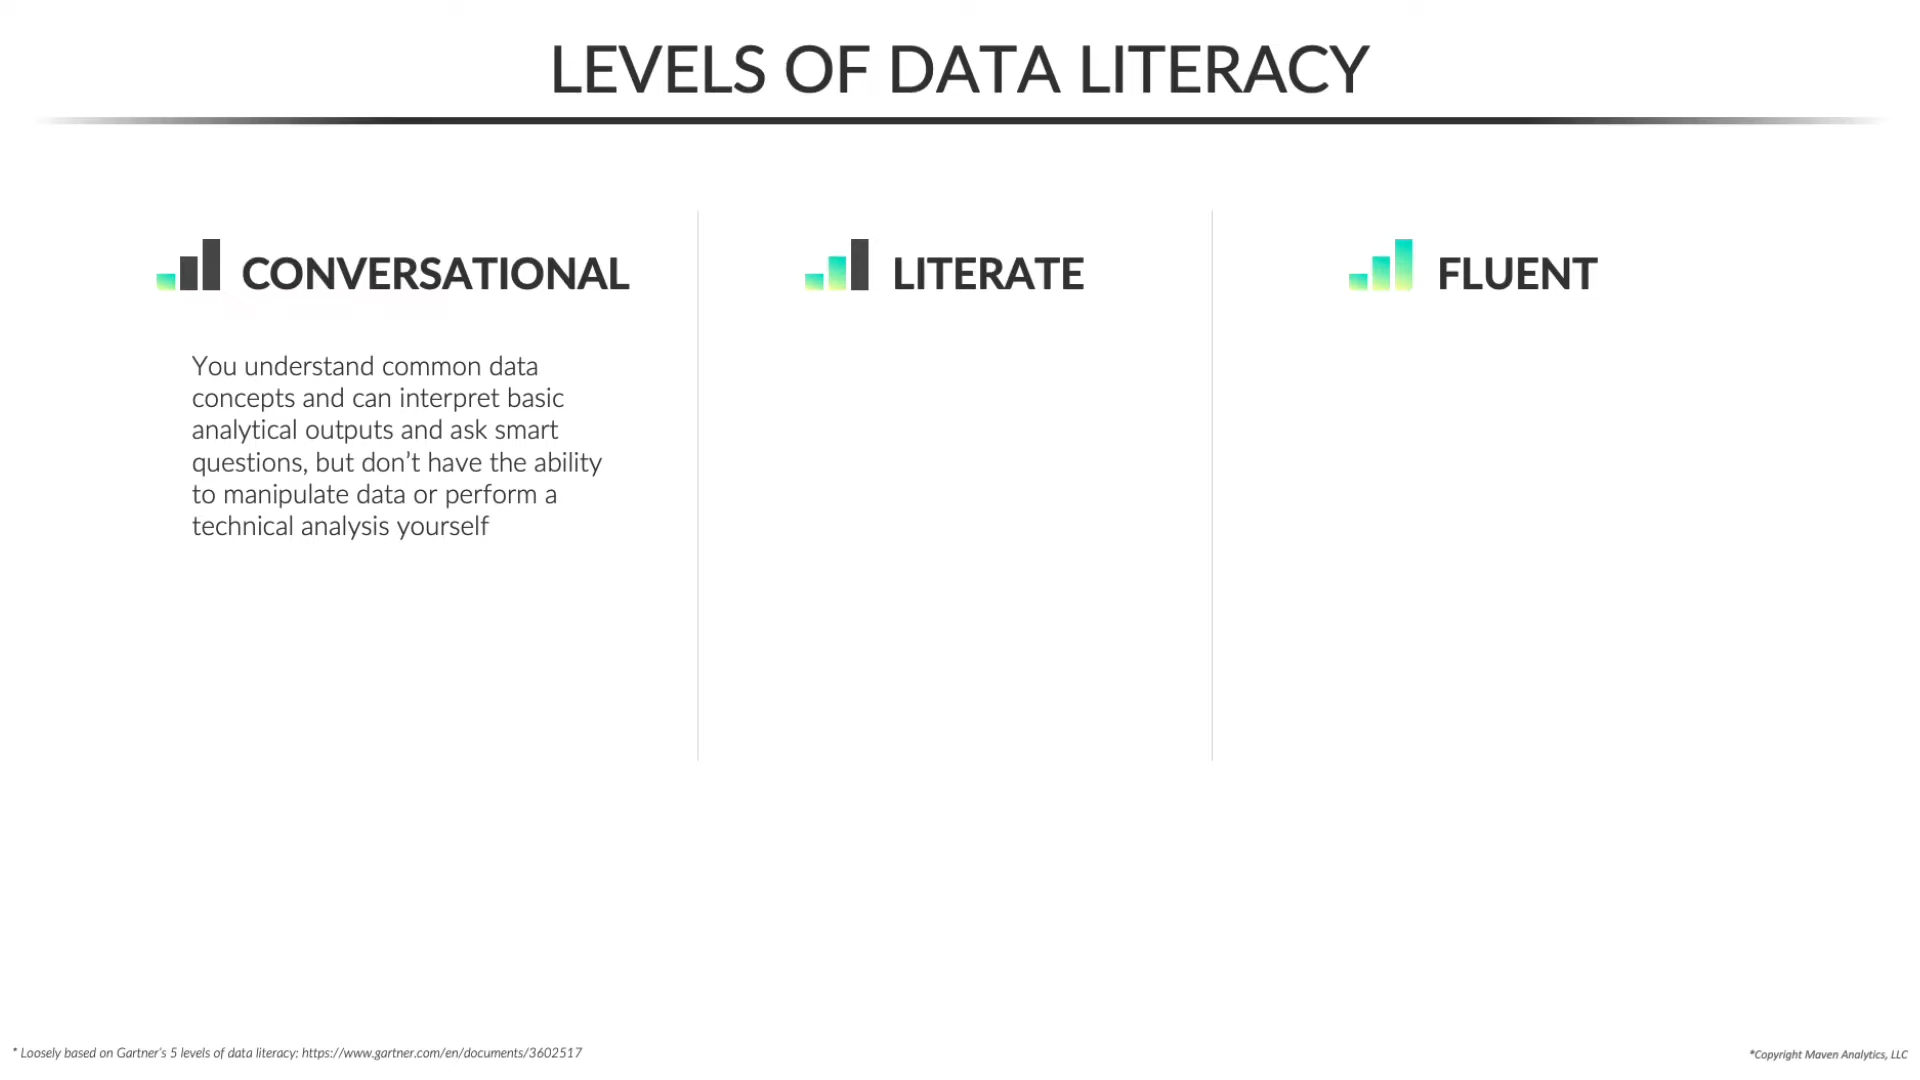 LEVELS OF DATA LITERACY
CONVERSATIONAL
You understand common data
concepts and can interpret basic
analytical outputs and ask smart
questions, but don’t have the ability
to manipulate data or perform a
technical analysis yourself
LITERATE
FLUENT
* Loosely based on Gartner’s 5 levels of data literacy: https://www.gartner.com/en/documents/3602517
*Copyright Maven Analytics, LLC